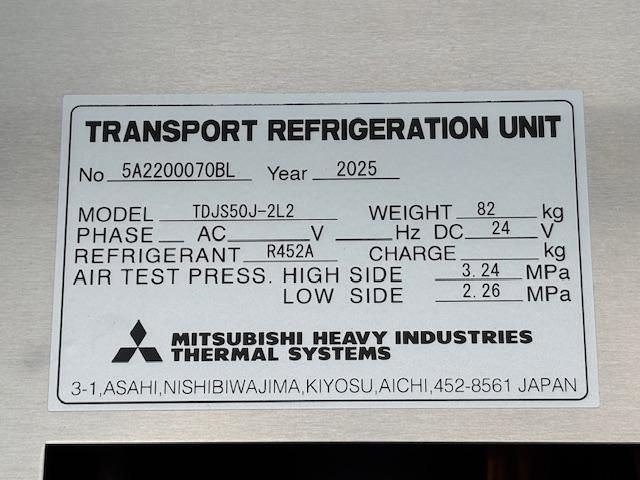 TRANSPORT REFRIGERATION UNIT
No 5A2200070BL Year 2025
MODEL TDJS50J-2L2 WEIGHT 82 kg
PHASE AC V Hz DC 24 V
REFRIGERANT R452A CHARGE kg
AIR TEST PRESS. HIGH SIDE 3.24 MPa
LOW SIDE 2.26 MPa
MITSUBISHI HEAVY INDUSTRIES
THERMAL SYSTEMS
3-1,ASAHI,NISHIBIWAJIMA,KIYOSU,AICHI,452-8561 JAPAN